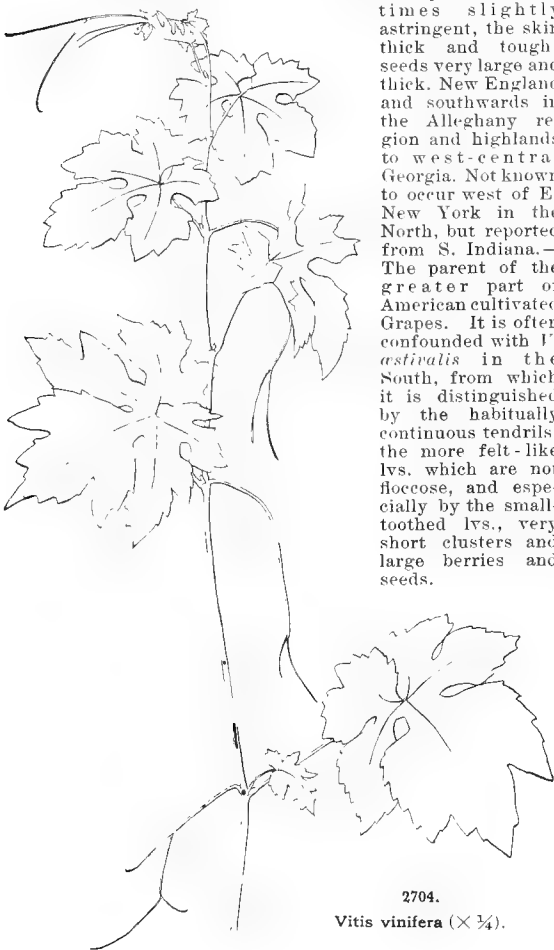 times slightly
astringent, the skin
thick and tough
seeds very large and
thick. New England
and southwards in
the Alleghany re
gion and highlands
to west-centra
Georgia. Not known
to occur west of E
New York in the
North, but reported
from S. Indiana.—
The parent of the
greater part of
American cultivated
Grapes. It is often
confounded with V
æstivalis in the
South, from which
it is distinguished
by the habitually
continuous tendrils
the more felt-like
lvs. which are not
floccose, and espe
cially by the small-
toothed lvs., very
short clusters and
large berries and
seeds.
2704.
Vitis vinifera (× ¼).